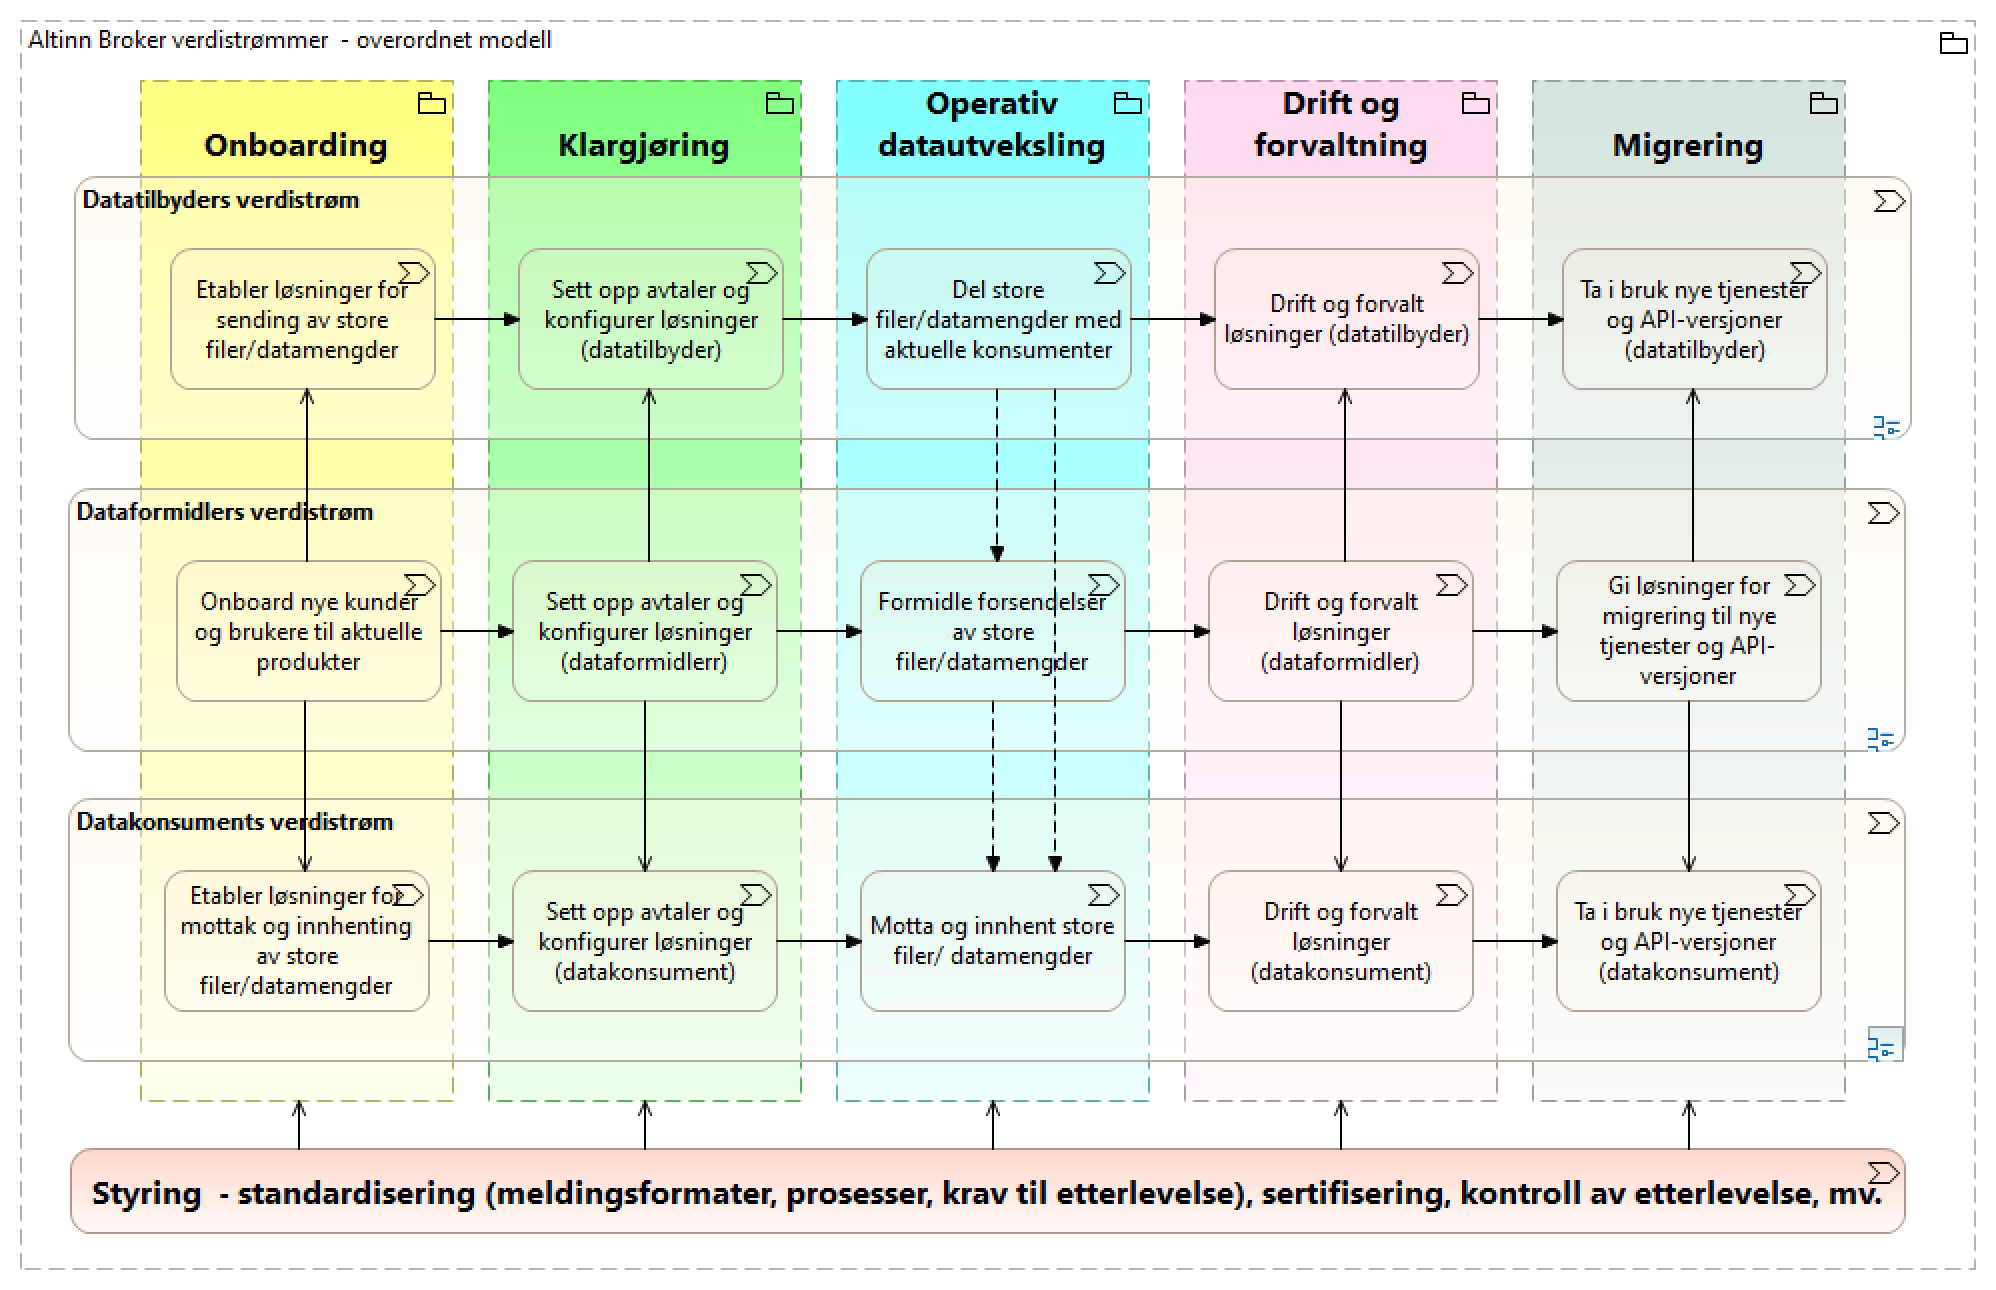 Altinn Broker verdistrømmer  - overordnet modell
Onboarding
Klargjøring
Operativ
datautveksling
Drift og
forvaltning
Migrering
Datatilbyders verdistrøm
Etabler løsninger for
sending av store
filer/datamengder
Sett opp avtaler og
konfigurer løsninger
(datatilbyder)
Del store
filer/datamengder med
aktuelle konsumenter
Drift og forvalt
løsninger (datatilbyder)
Ta i bruk nye tjenester
og API-versjoner
(datatilbyder)
Dataformidlers verdistrøm
Onboard nye kunder
og brukere til aktuelle
produkter
Sett opp avtaler og
konfigurer løsninger
(dataformidlerr)
Formidle forsendelser
av store
filer/datamengder
Drift og forvalt
løsninger
(dataformidler)
Gi løsninger for
migrering til nye
tjenester og API-
versjoner
Datakonsuments verdistrøm
Etabler løsninger for
mottak og innhenting
av store
filer/datamengder
Sett opp avtaler og
konfigurer løsninger
(datakonsument)
Motta og innhent store
filer/ datamengder
Drift og forvalt
løsninger
(datakonsument)
Ta i bruk nye tjenester
og API-versjoner
(datakonsument)
Styring  - standardisering (meldingsformater, prosesser, krav til etterlevelse), sertifisering, kontroll av etterlevelse, mv.